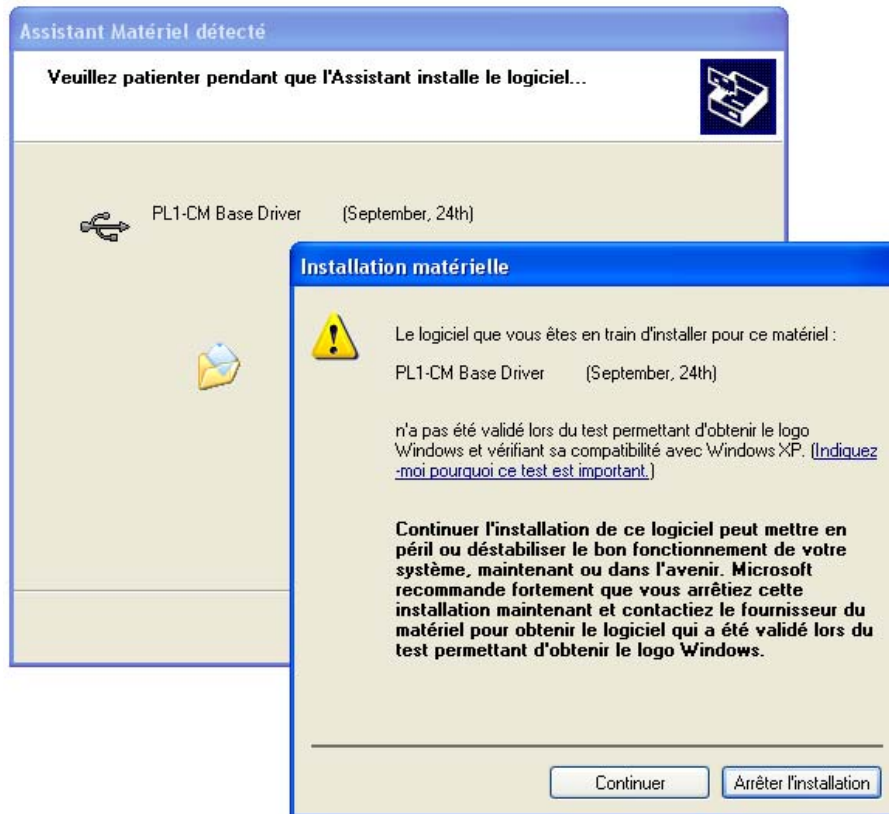 Assistant Matériel détecté
Veuillez patienter pendant que l'Assistant installe le logiciel...
PL1-CM Base Driver (September, 24th)
Installation matérielle
Le logiciel que vous êtes en train d'installer pour ce matériel :
PL1-CM Base Driver (September, 24th)
n'a pas été validé lors du test permettant d'obtenir le logo
Windows et vérifiant sa compatibilité avec Windows XP. (Indiquez
-moi pourquoi ce test est important.)
Continuer l'installation de ce logiciel peut mettre en
péril ou déstabiliser le bon fonctionnement de votre
système, maintenant ou dans l'avenir. Microsoft
recommande fortement que vous arrêtiez cette
installation maintenant et contactiez le fournisseur du
matériel pour obtenir le logiciel qui a été validé lors du
test permettant d'obtenir le logo Windows.
Continuer
Arrêter l'installation